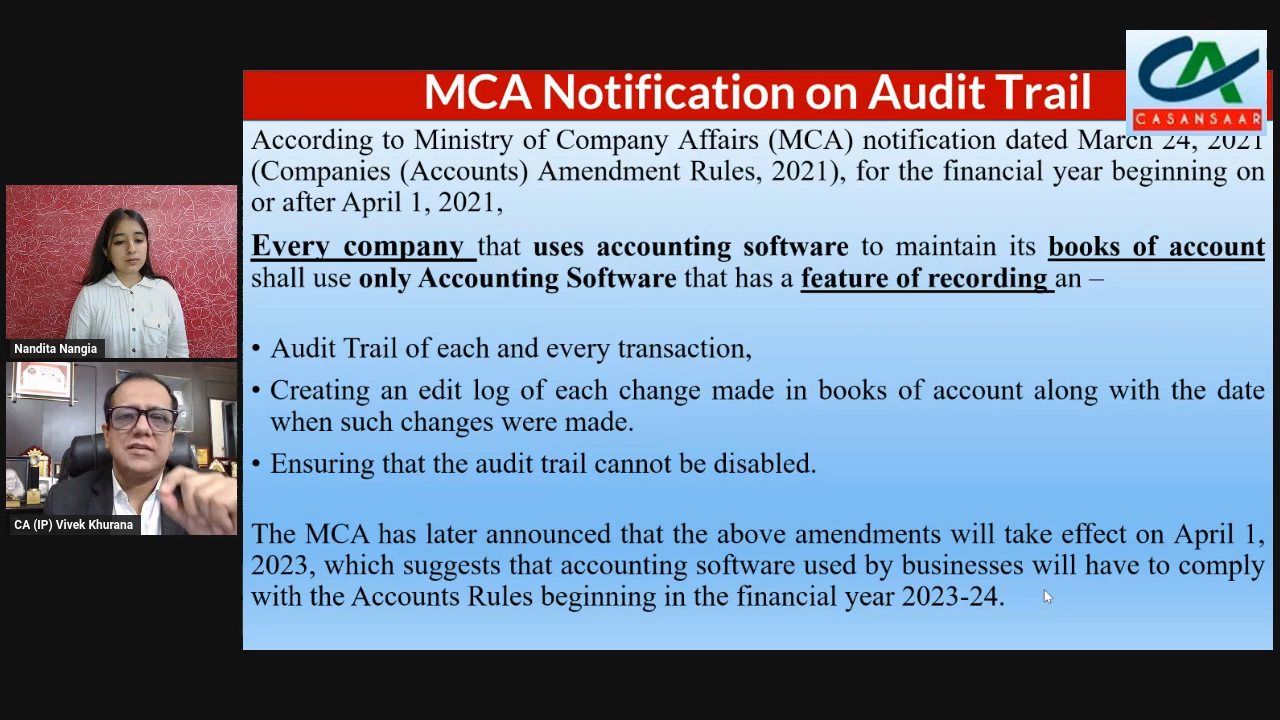 MCA Notification on Audit Trail
CASANSAAR
According to Ministry of Company Affairs (MCA) notification dated March 24, 2021
(Companies (Accounts) Amendment Rules, 2021), for the financial year beginning on
or after April 1, 2021,
Every company that uses accounting software to maintain its books of account
shall use only Accounting Software that has a feature of recording an –
• Audit Trail of each and every transaction,
• Creating an edit log of each change made in books of account along with the date
when such changes were made.
• Ensuring that the audit trail cannot be disabled.
The MCA has later announced that the above amendments will take effect on April 1,
2023, which suggests that accounting software used by businesses will have to comply
with the Accounts Rules beginning in the financial year 2023-24.
Nandita Nangia
CA (IP) Vivek Khurana